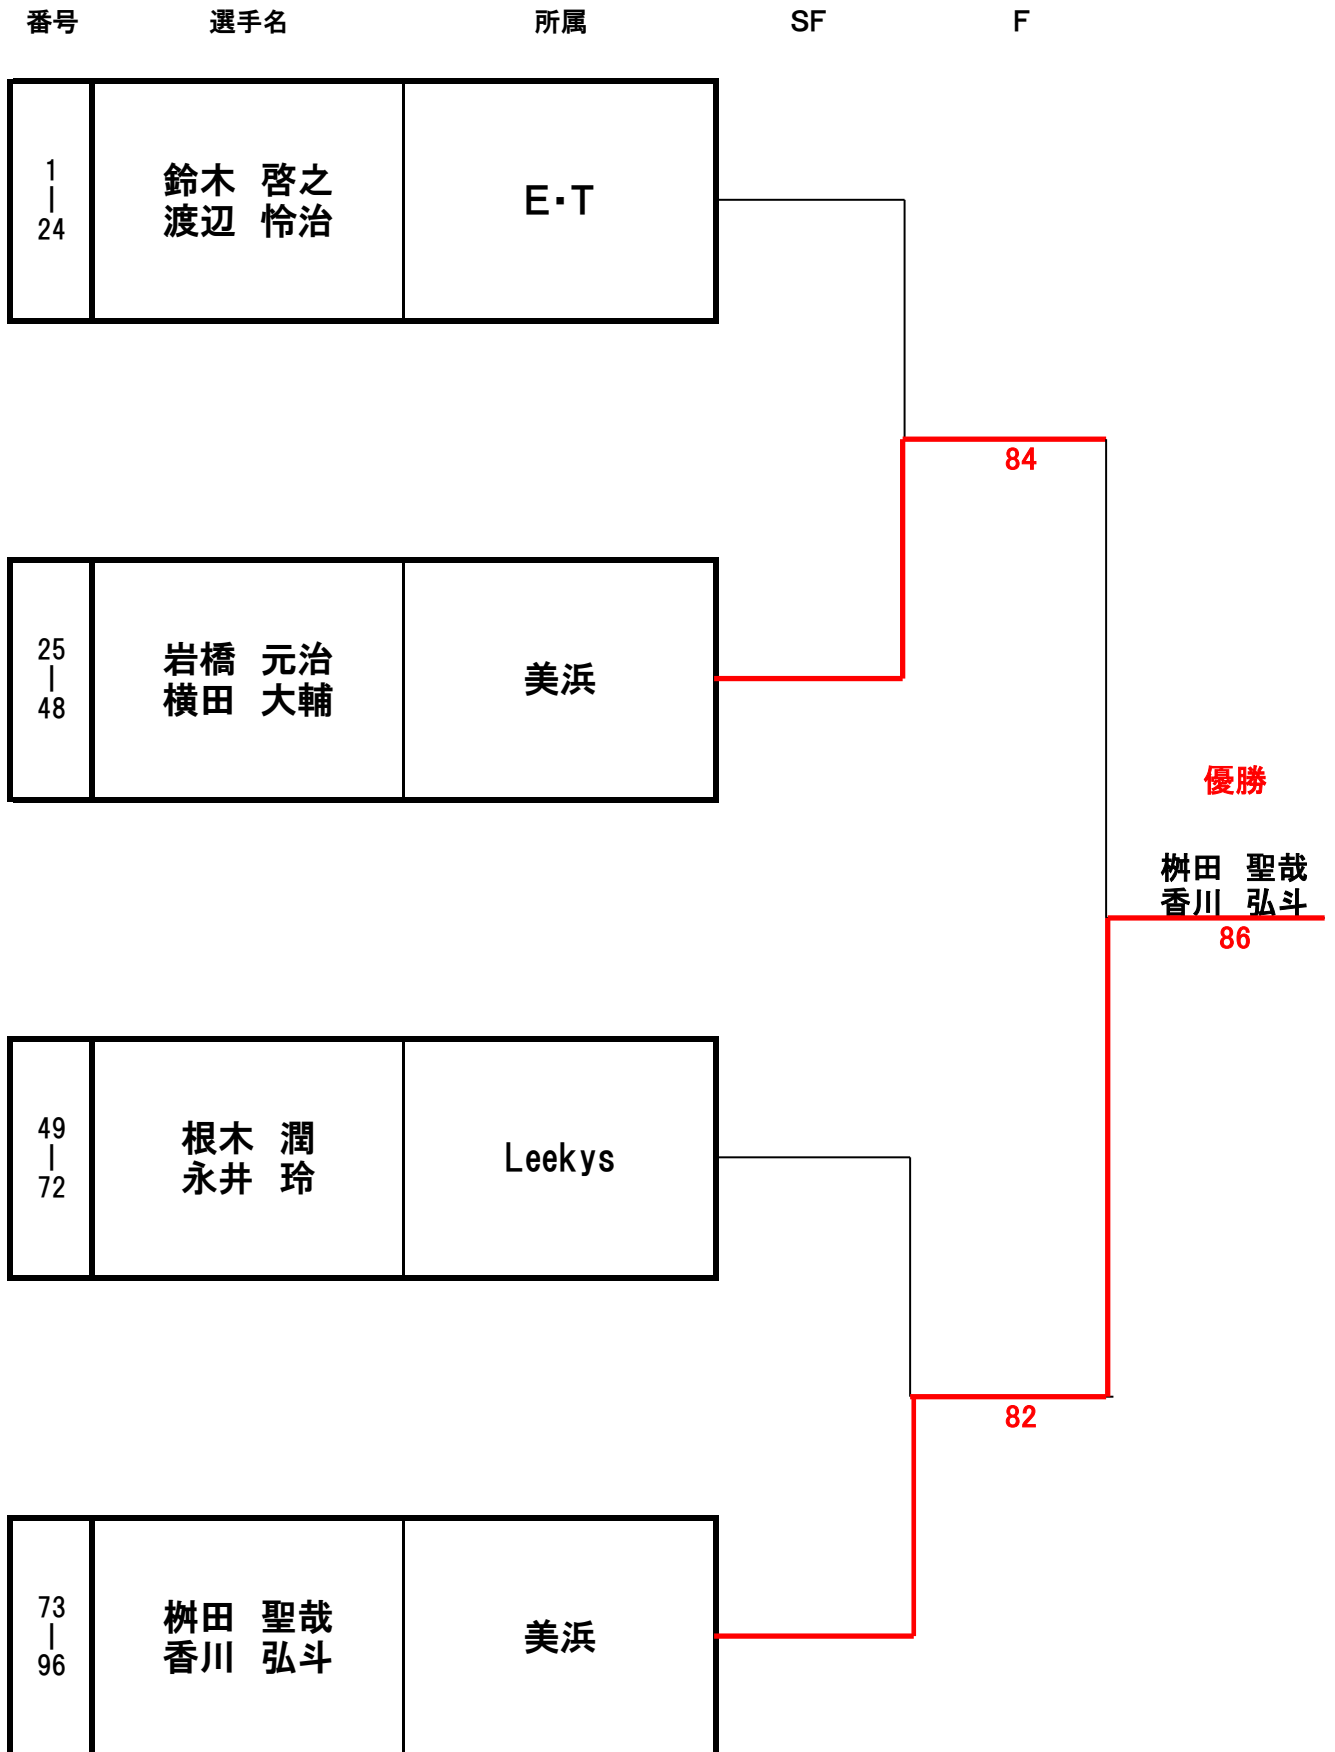 番号 選手名 所属 SF F
1
|
24
鈴木 啓之
渡辺 怜治
E・T
84
25
|
48
岩橋 元治
横田 大輔
美浜
優勝
桝田 聖哉
香川 弘斗
86
49
|
72
根木 潤
永井 玲
Leekys
82
73
|
96
桝田 聖哉
香川 弘斗
美浜